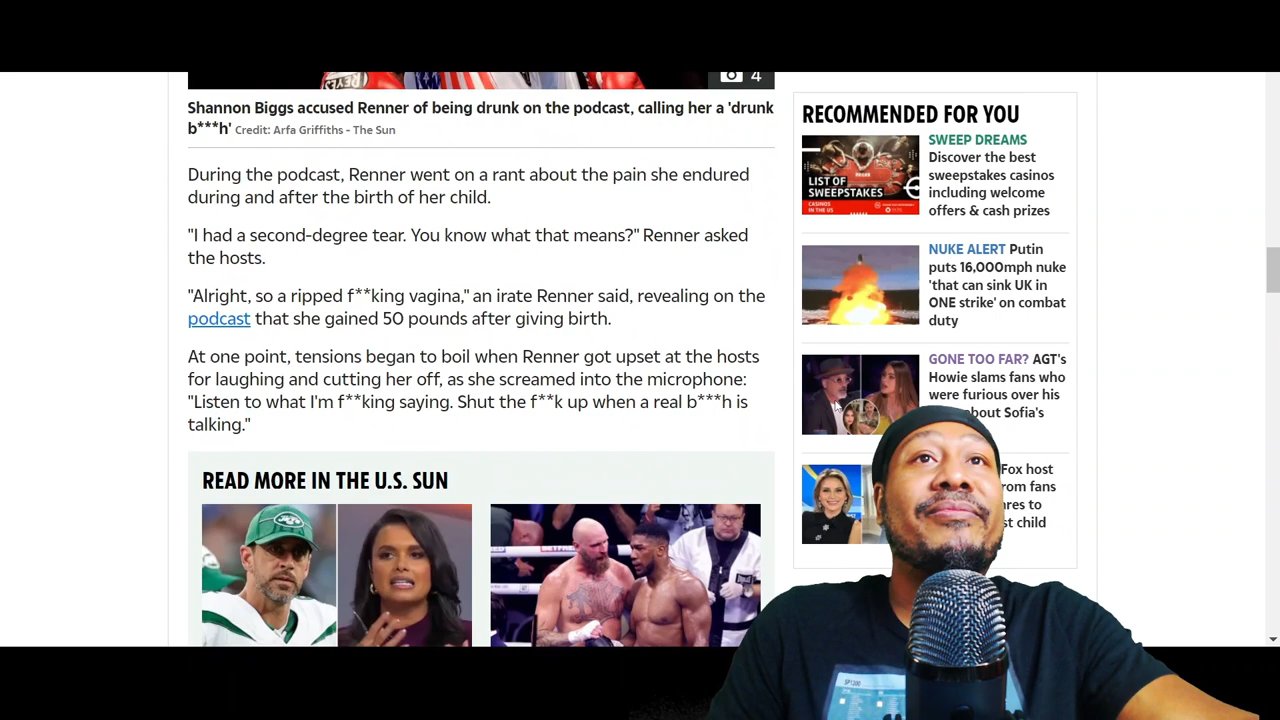 4
Shannon Biggs accused Renner of being drunk on the podcast, calling her a 'drunk
b***h' Credit: Arfa Griffiths - The Sun
During the podcast, Renner went on a rant about the pain she endured
during and after the birth of her child.
"I had a second-degree tear. You know what that means?" Renner asked
the hosts.
"Alright, so a ripped f**king vagina," an irate Renner said, revealing on the
podcast that she gained 50 pounds after giving birth.
At one point, tensions began to boil when Renner got upset at the hosts
for laughing and cutting her off, as she screamed into the microphone:
"Listen to what I'm f**king saying. Shut the f**k up when a real b***h is
talking."
READ MORE IN THE U.S. SUN
RECOMMENDED FOR YOU
LIST OF
SWEEPSTAKES
CASINOS
IN THE US
SWEEP DREAMS
Discover the best
sweepstakes casinos
including welcome
offers & cash prizes
NUKE ALERT Putin
puts 16,000mph nuke
'that can sink UK in
ONE strike' on combat
duty
GONE TOO FAR? AGT's
Howie slams fans who
were furious over his
about Sofia's
Fox host
rom fans
res to
st child